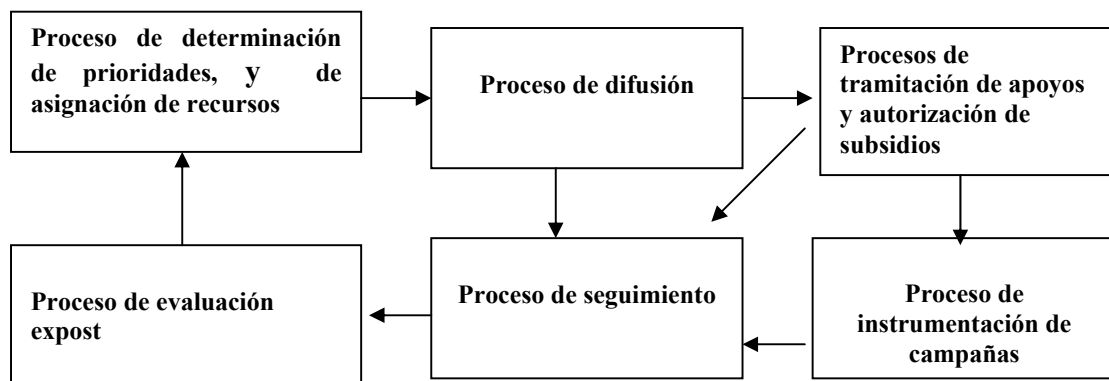 Proceso de determinación
de prioridades, y de
asignación de recursos
Proceso de difusión
Procesos de
tramitación de apoyos
y autorización de
subsidios
Proceso de evaluación
expost
Proceso de seguimiento
Proceso de
instrumentación de
campañas